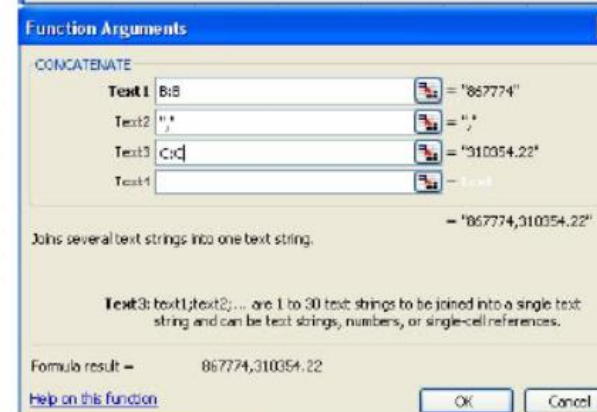 Function Arguments
CONCATENATE
Text1 B:B = "867774"
Text2 "," = ","
Text3 C:C = "310354.22"
Text4 =
= "867774,310354.22"
Joins several text strings into one text string.
Text3: text1;text2;... are 1 to 30 text strings to be joined into a single text
string and can be text strings, numbers, or single-cell references.
Formula result = 867774,310354.22
Help on this function OK Cancel